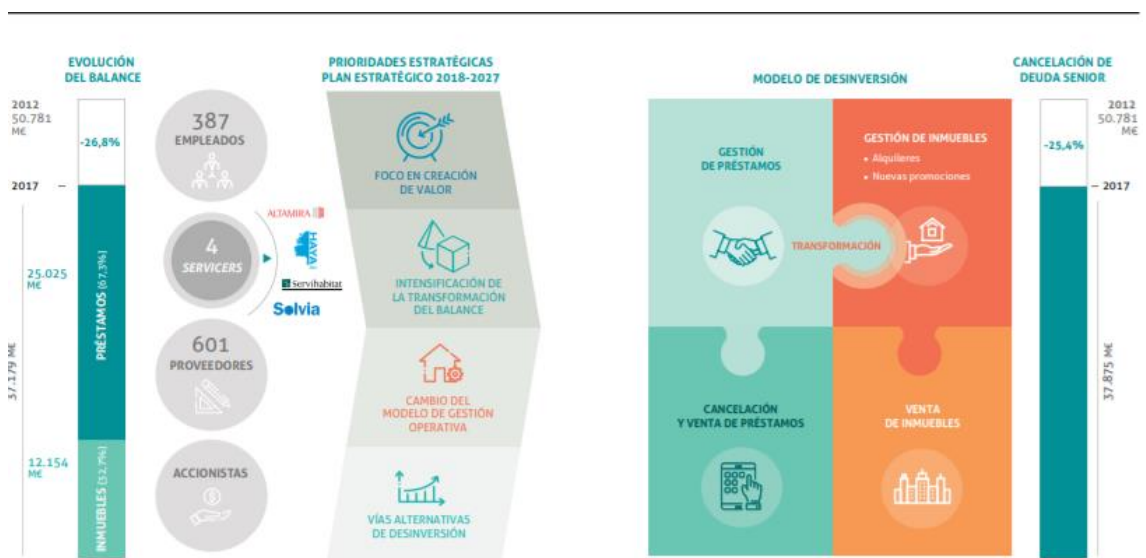 EVOLUCIÓN
DEL BALANCE
2012
50.781
M€
-26,8%
2017
25.025
M€
37.179 M€
PRÉSTAMOS (67,3%)
12.154
M€
INMUEBLES (32,7%)
387
EMPLEADOS
4
SERVICERS
ALTAMIRA
HAYA
Servihabitat
Solvia
601
PROVEEDORES
ACCIONISTAS
PRIORIDADES ESTRATÉGICAS
PLAN ESTRATÉGICO 2018-2027
FOCO EN CREACIÓN
DE VALOR
INTENSIFICACIÓN DE
LA TRANSFORMACIÓN
DEL BALANCE
CAMBIO DEL
MODELO DE GESTIÓN
OPERATIVA
VÍAS ALTERNATIVAS
DE DESINVERSIÓN
MODELO DE DESINVERSIÓN
GESTIÓN
DE PRÉSTAMOS
GESTIÓN DE INMUEBLES
• Alquileres
• Nuevas promociones
TRANSFORMACIÓN
CANCELACIÓN
Y VENTA DE PRÉSTAMOS
VENTA
DE INMUEBLES
CANCELACIÓN DE
DEUDA SENIOR
2012
50.781
M€
-25,4%
2017
37.875 M€